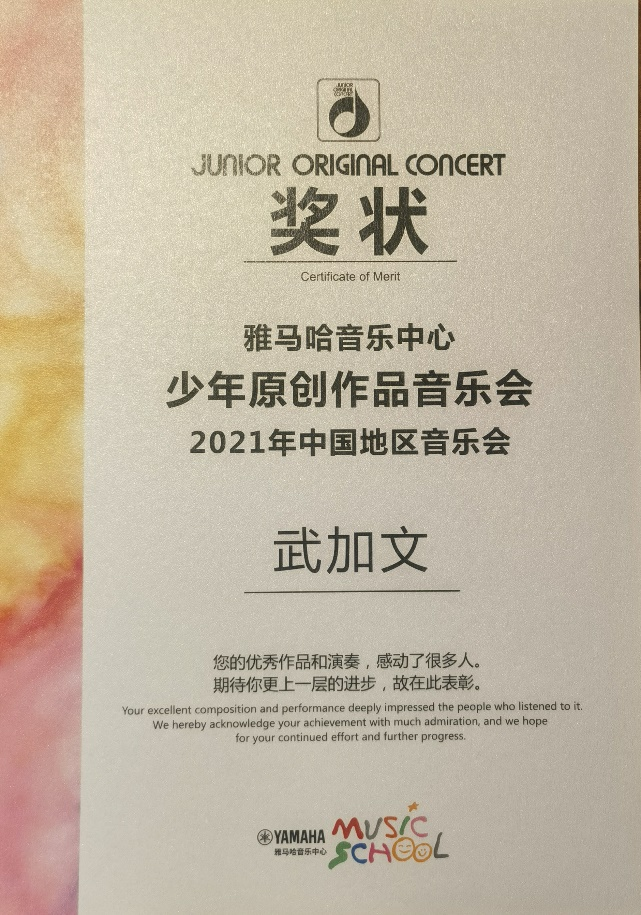 JUNIOR
ORIGINAL
CONCERT
JUNIOR ORIGINAL CONCERT
奖状
Certificate of Merit
雅马哈音乐中心
少年原创作品音乐会
2021年中国地区音乐会
武加文
您的优秀作品和演奏，感动了很多人。
期待你更上一层的进步，故在此表彰。
Your excellent composition and performance deeply impressed the people who listened to it.
We hereby acknowledge your achievement with much admiration, and we hope
for your continued effort and further progress.
YAMAHA
雅马哈音乐中心
MUSIC
SCHOOL